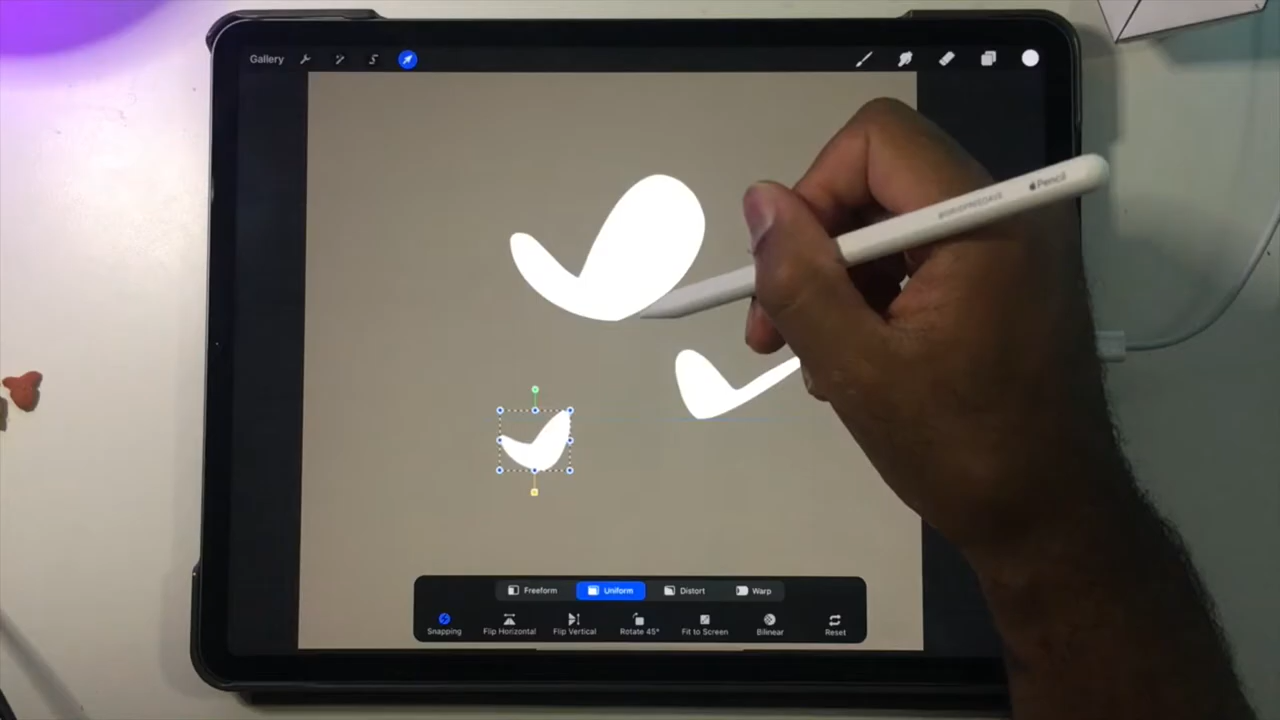 Gallery
Pencil
Freeform Uniform Distort Warp
Snapping Flip Horizontal Flip Vertical Rotate 45° Fit to Screen Bilinear Reset